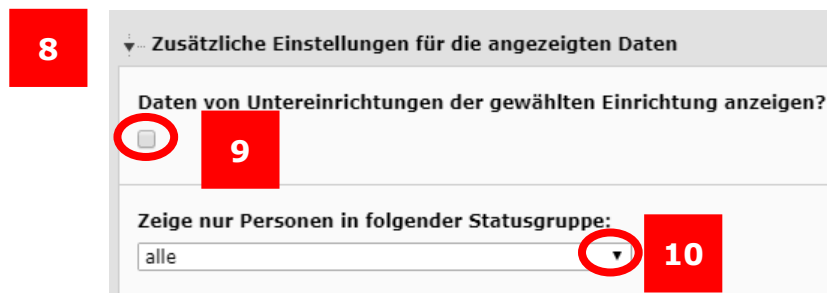 8
Zusätzliche Einstellungen für die angezeigten Daten
Daten von Untereinrichtungen der gewählten Einrichtung anzeigen?
9
Zeige nur Personen in folgender Statusgruppe:
alle
10